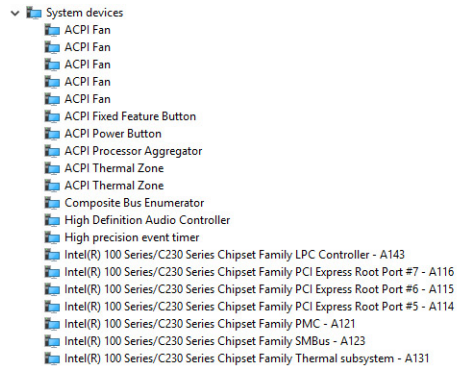 System devices
ACPI Fan
ACPI Fan
ACPI Fan
ACPI Fan
ACPI Fan
ACPI Fixed Feature Button
ACPI Power Button
ACPI Processor Aggregator
ACPI Thermal Zone
ACPI Thermal Zone
Composite Bus Enumerator
High Definition Audio Controller
High precision event timer
Intel(R) 100 Series/C230 Series Chipset Family LPC Controller - A143
Intel(R) 100 Series/C230 Series Chipset Family PCI Express Root Port #7 - A116
Intel(R) 100 Series/C230 Series Chipset Family PCI Express Root Port #6 - A115
Intel(R) 100 Series/C230 Series Chipset Family PCI Express Root Port #5 - A114
Intel(R) 100 Series/C230 Series Chipset Family PMC - A121
Intel(R) 100 Series/C230 Series Chipset Family SMBus - A123
Intel(R) 100 Series/C230 Series Chipset Family Thermal subsystem - A131